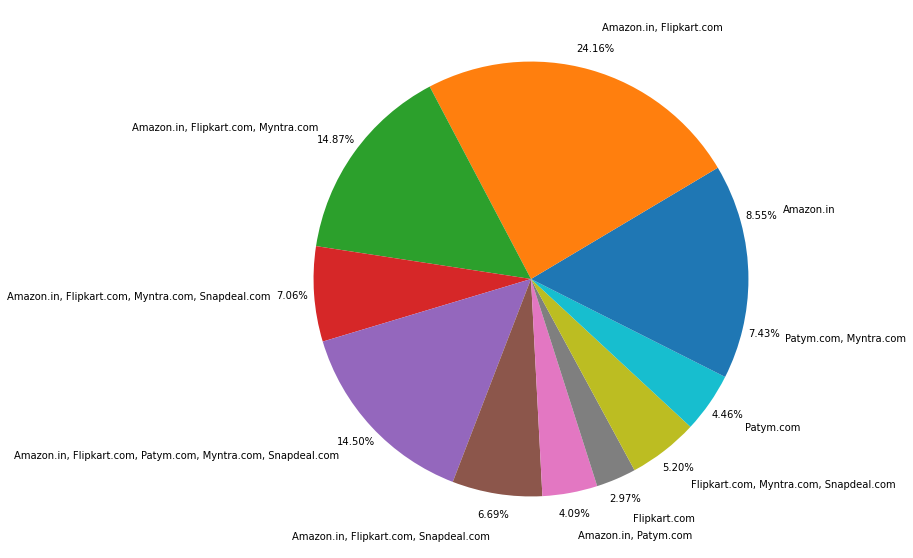 Amazon.in, Flipkart.com
24.16%
Amazon.in, Flipkart.com, Myntra.com
14.87%
8.55%
Amazon.in
Amazon.in, Flipkart.com, Myntra.com, Snapdeal.com
7.06%
7.43%
Patym.com, Myntra.com
4.46%
Patym.com
14.50%
Amazon.in, Flipkart.com, Patym.com, Myntra.com, Snapdeal.com
5.20%
Flipkart.com, Myntra.com, Snapdeal.com
2.97%
Flipkart.com
6.69%
Amazon.in, Flipkart.com, Snapdeal.com
4.09%
Amazon.in, Patym.com